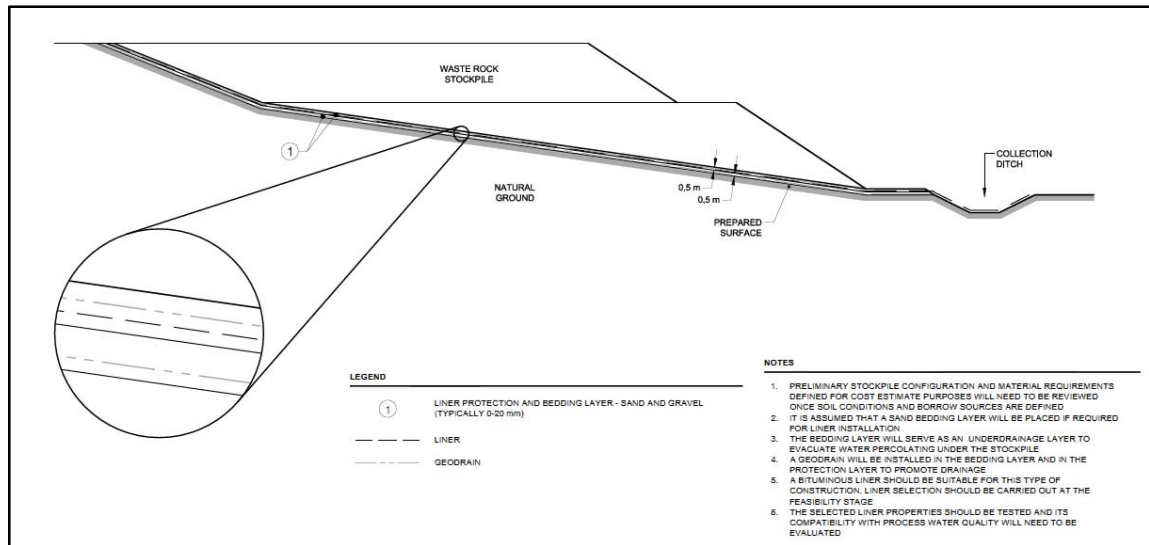 WASTE ROCK
STOCKPILE
1
NATURAL
GROUND
0,5 m
0,5 m
PREPARED
SURFACE
COLLECTION
DITCH
LEGEND
1 LINER PROTECTION AND BEDDING LAYER - SAND AND GRAVEL
(TYPICALLY 0-20 mm)
LINER
GEODRAIN
NOTES
1. PRELIMINARY STOCKPILE CONFIGURATION AND MATERIAL REQUIREMENTS
DEFINED FOR COST ESTIMATE PURPOSES WILL NEED TO BE REVIEWED
ONCE SOIL CONDITIONS AND BORROW SOURCES ARE DEFINED
2. IT IS ASSUMED THAT A SAND BEDDING LAYER WILL BE PLACED IF REQUIRED
FOR LINER INSTALLATION
3. THE BEDDING LAYER WILL SERVE AS AN UNDERDRAINAGE LAYER TO
EVACUATE WATER PERCOLATING UNDER THE STOCKPILE
4. A GEODRAIN WILL BE INSTALLED IN THE BEDDING LAYER AND IN THE
PROTECTION LAYER TO PROMOTE DRAINAGE
5. A BITUMINOUS LINER SHOULD BE SUITABLE FOR THIS TYPE OF
CONSTRUCTION. LINER SELECTION SHOULD BE CARRIED OUT AT THE
FEASIBILITY STAGE
6. THE SELECTED LINER PROPERTIES SHOULD BE TESTED AND ITS
COMPATIBILITY WITH PROCESS WATER QUALITY WILL NEED TO BE
EVALUATED